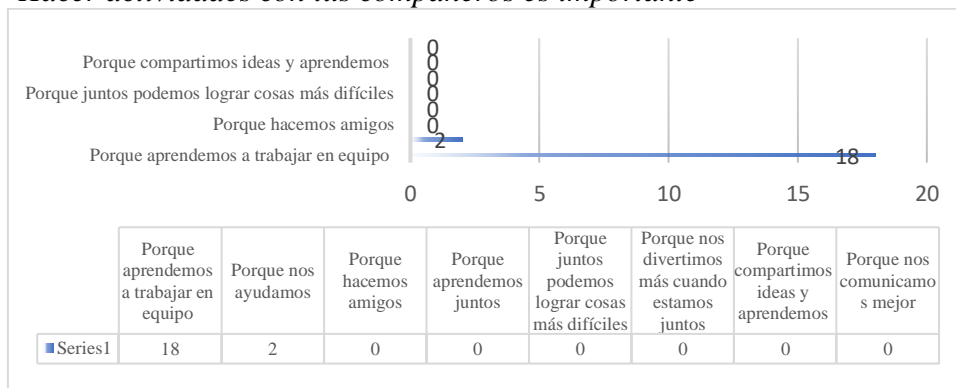 Hacer actividades con tus compañeros es importante
0
Porque compartimos ideas y aprendemos 0
0
Porque juntos podemos lograr cosas más difíciles 0
0
Porque hacemos amigos 0
2
Porque aprendemos a trabajar en equipo 18
0 5 10 15 20
Porque
aprendemos
a trabajar en
equipo
Porque nos
ayudamos
Porque
hacemos
amigos
Porque
aprendemos
juntos
Porque
juntos
podemos
lograr cosas
más difíciles
Porque nos
divertimos
más cuando
estamos
juntos
Porque
compartimos
ideas y
aprendemos
Porque nos
comunicamo
s mejor
Series1 18 2 0 0 0 0 0 0